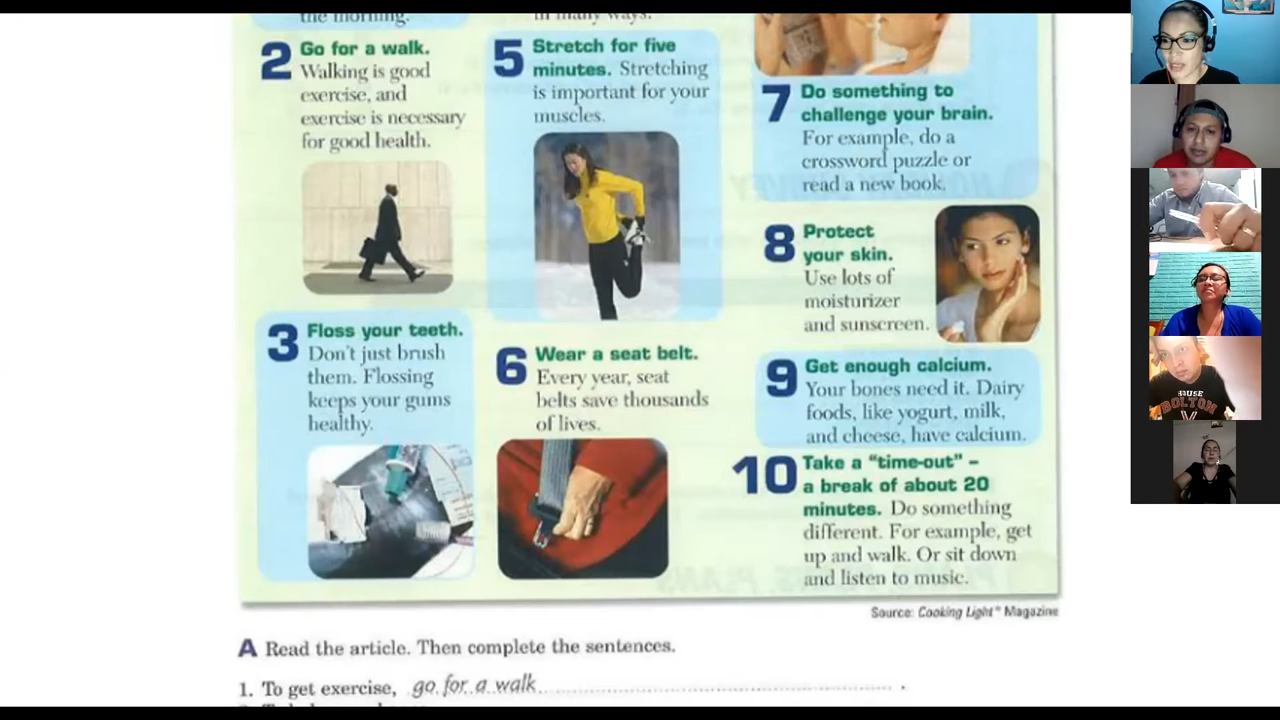 the morning.
2 Go for a walk.
Walking is good
exercise, and
exercise is necessary
for good health.
3 Floss your teeth.
Don't just brush
them. Flossing
keeps your gums
healthy.
in many ways.
5 Stretch for five
minutes. Stretching
is important for your
muscles.
6 Wear a seat belt.
Every year, seat
belts save thousands
of lives.
7 Do something to
challenge your brain.
For example, do a
crossword puzzle or
read a new book.
8 Protect
your skin.
Use lots of
moisturizer
and sunscreen.
9 Get enough calcium.
Your bones need it. Dairy
foods, like yogurt, milk,
and cheese, have calcium.
10 Take a “time-out” –
a break of about 20
minutes. Do something
different. For example, get
up and walk. Or sit down
and listen to music.
Source: Cooking Light® Magazine
A Read the article. Then complete the sentences.
1. To get exercise, go for a walk.
HOUSE
BOLTON